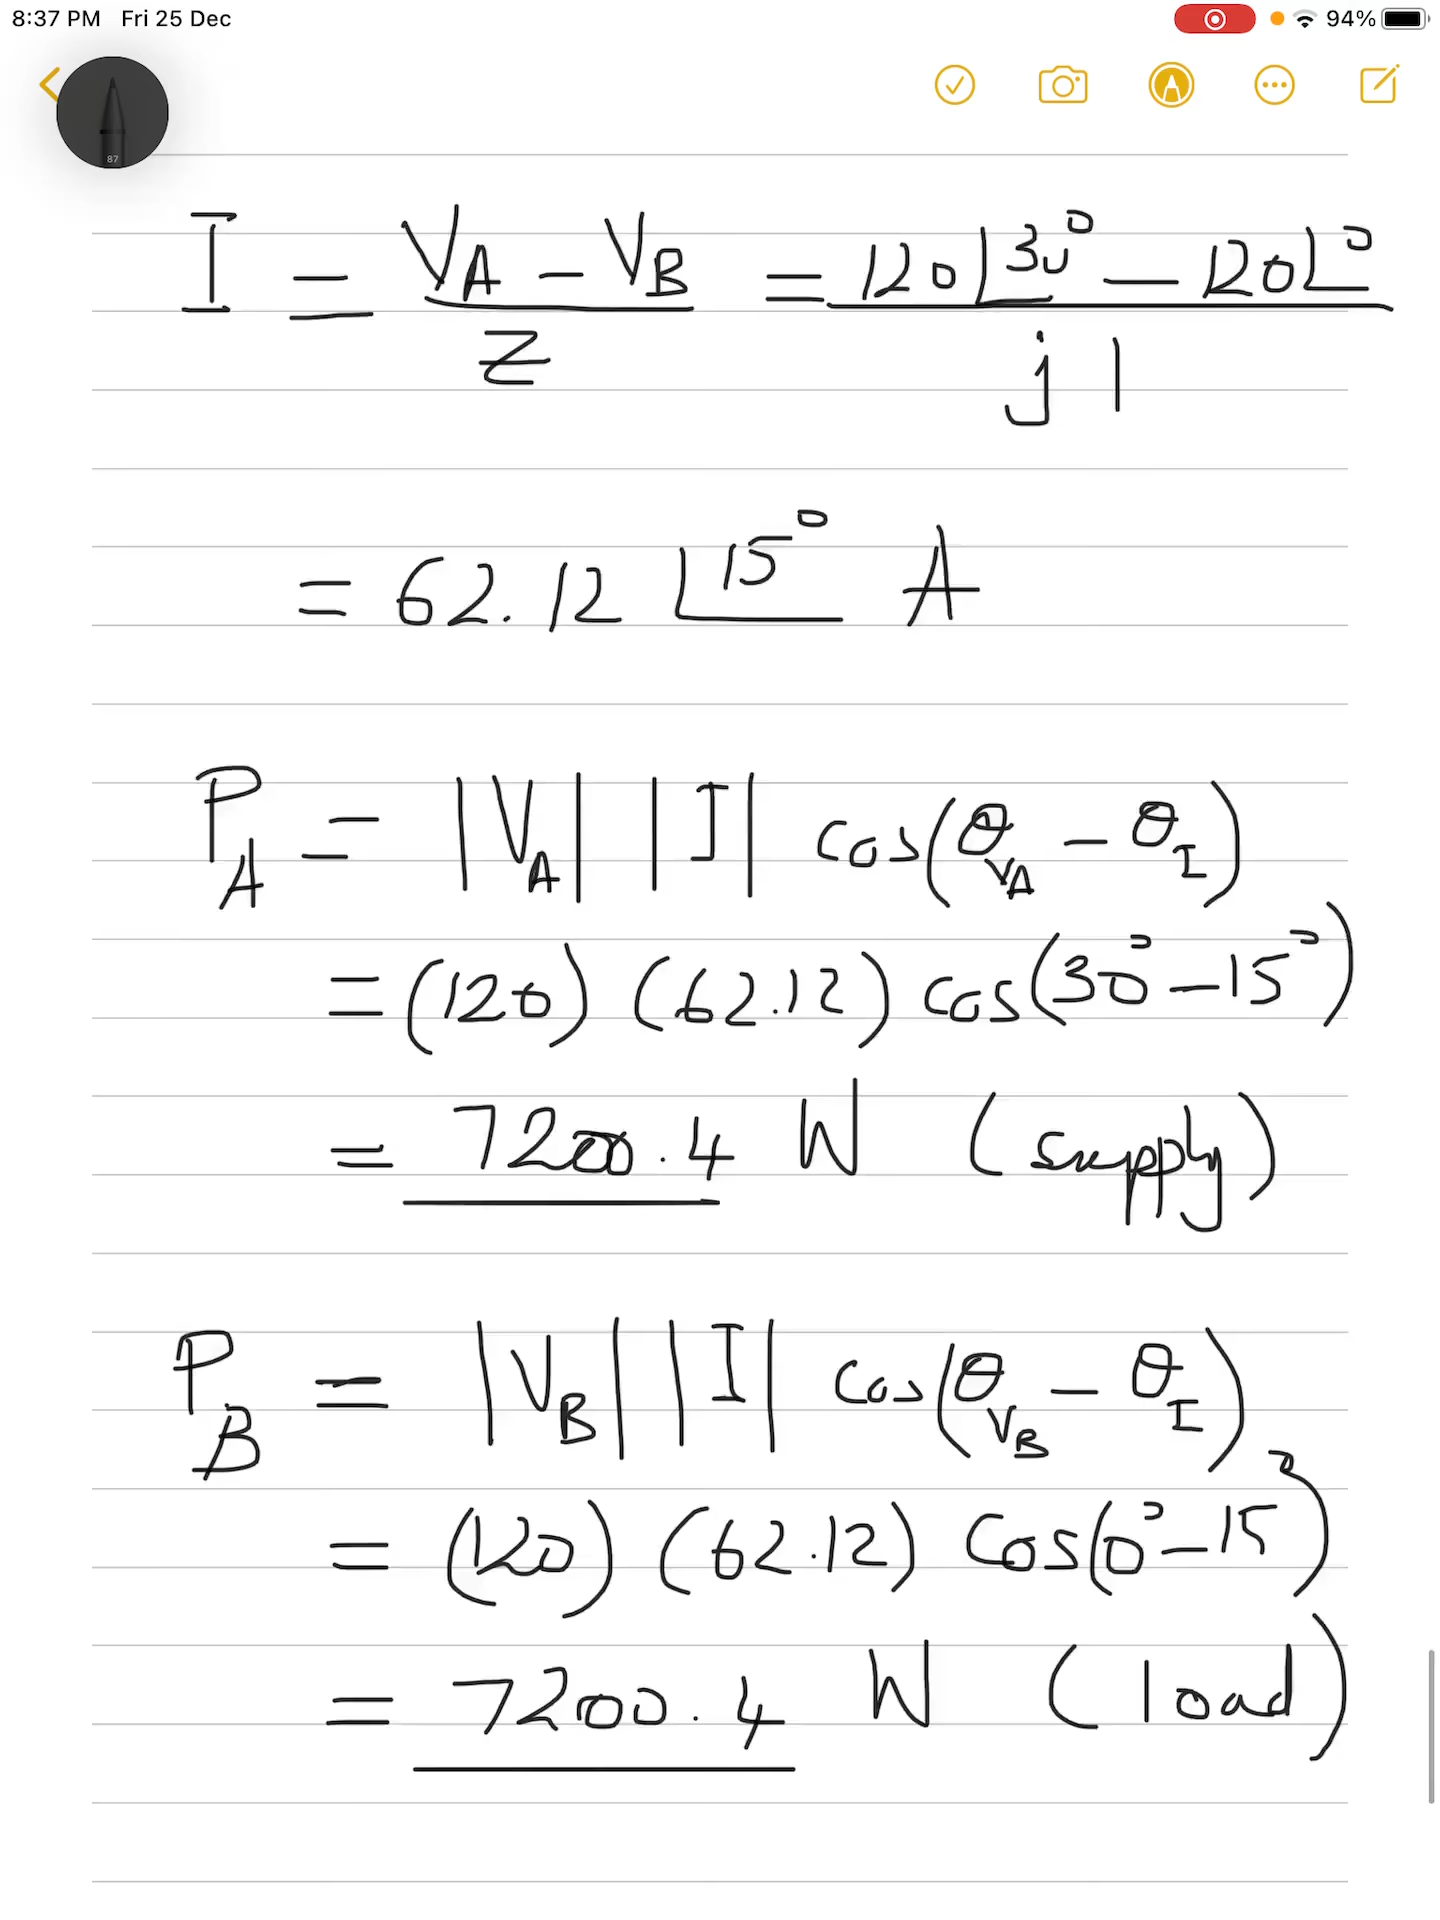 8:37 PM Fri 25 Dec 94%
87
I = VA - VB / Z = 120∠30° - 120∠° / j1
= 62.12 ∠15° A
PA = |VA| |I| cos(θVA - θI)
= (120) (62.12) cos(30° - 15°)
= 7200.4 W (supply)
PB = |VB| |I| cos(θVB - θI)
= (120) (62.12) cos(0° - 15°)
= 7200.4 W (load)